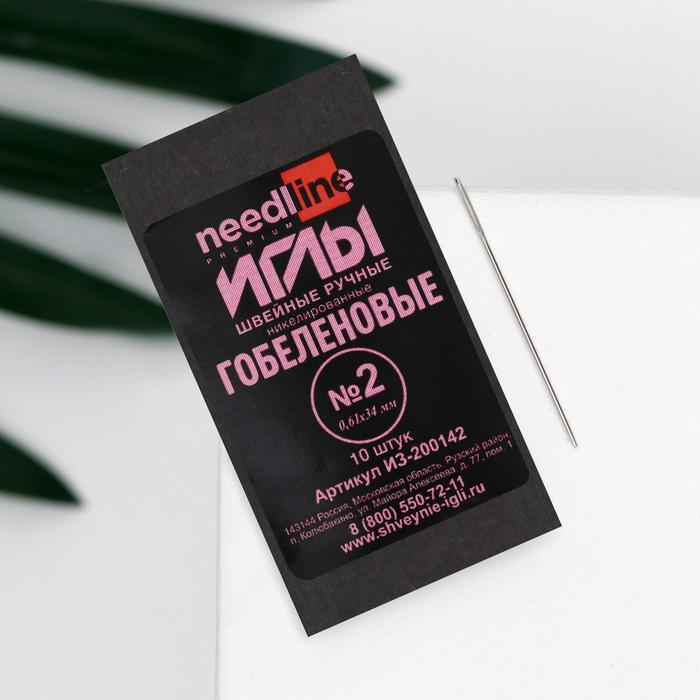 needline
PREMIUM
ИГЛЫ
ШВЕЙНЫЕ РУЧНЫЕ
никелированные
ГОБЕЛЕНОВЫЕ
№2
0,61х34 мм
10 штук
Артикул ИЗ-200142
143144 Россия, Московская область, Рузский район,
п. Колюбакино, ул. Майора Алексеева, д. 77, пом. 1
8 (800) 550-72-11
www.shveynie-igli.ru